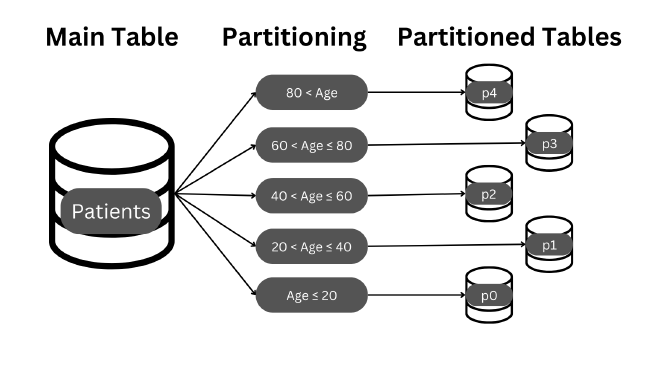 Main Table
Partitioning
Partitioned Tables
80 < Age
p4
60 < Age ≤ 80
p3
Patients
40 < Age ≤ 60
p2
20 < Age ≤ 40
p1
Age ≤ 20
p0